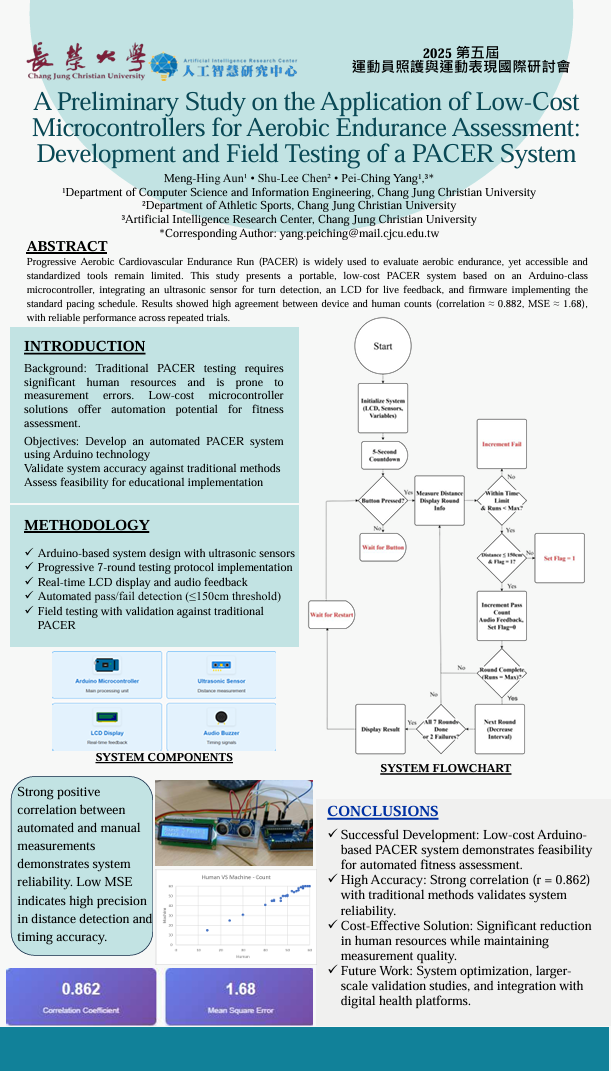 長榮大學
Chang Jung Christian University
Artificial Intelligence Research Center
人工智慧研究中心
2025 第五屆
運動員照護與運動表現國際研討會
A Preliminary Study on the Application of Low-Cost
Microcontrollers for Aerobic Endurance Assessment:
Development and Field Testing of a PACER System
Meng-Hing Aun¹ • Shu-Lee Chen² • Pei-Ching Yang¹,³*
¹Department of Computer Science and Information Engineering, Chang Jung Christian University
²Department of Athletic Sports, Chang Jung Christian University
³Artificial Intelligence Research Center, Chang Jung Christian University
*Corresponding Author: yang.peiching@mail.cjcu.edu.tw
ABSTRACT
Progressive Aerobic Cardiovascular Endurance Run (PACER) is widely used to evaluate aerobic endurance, yet accessible and
standardized tools remain limited. This study presents a portable, low-cost PACER system based on an Arduino-class
microcontroller, integrating an ultrasonic sensor for turn detection, an LCD for live feedback, and firmware implementing the
standard pacing schedule. Results showed high agreement between device and human counts (correlation ≈ 0.882, MSE ≈ 1.68),
with reliable performance across repeated trials.
INTRODUCTION
Background: Traditional PACER testing requires
significant human resources and is prone to
measurement errors. Low-cost microcontroller
solutions offer automation potential for fitness
assessment.
Objectives: Develop an automated PACER system
using Arduino technology
Validate system accuracy against traditional methods
Assess feasibility for educational implementation
METHODOLOGY
✓ Arduino-based system design with ultrasonic sensors
✓ Progressive 7-round testing protocol implementation
✓ Real-time LCD display and audio feedback
✓ Automated pass/fail detection (≤150cm threshold)
✓ Field testing with validation against traditional
PACER
Arduino Microcontroller
Main processing unit
Ultrasonic Sensor
Distance measurement
LCD Display
Real-time feedback
Audio Buzzer
Timing signals
SYSTEM COMPONENTS
Start
Initialize System
(LCD, Sensors,
Variables)
5-Second
Countdown
Button Pressed?
Yes
No
Wait for Button
Measure Distance
Display Round
Info
Within Time
Limit
& Runs < Max?
No
Increment Fail
Yes
Distance ≤ 150cm
& Flag = 1?
No
Set Flag = 1
Yes
Increment Pass
Count
Audio Feedback,
Set Flag=0
Round Complete
(Runs = Max)?
No
Yes
Next Round
(Decrease
Interval)
All 7 Rounds
Done
or 2 Failures?
No
Yes
Display Result
Wait for Restart
SYSTEM FLOWCHART
Strong positive
correlation between
automated and manual
measurements
demonstrates system
reliability. Low MSE
indicates high precision
in distance detection and
timing accuracy.
Human VS Machine - Count
Machine
60
50
40
30
20
10
0
0 10 20 30 40 50 60
Human
0.862
Correlation Coefficient
1.68
Mean Square Error
CONCLUSIONS
✓ Successful Development: Low-cost Arduino-
based PACER system demonstrates feasibility
for automated fitness assessment.
✓ High Accuracy: Strong correlation (r = 0.862)
with traditional methods validates system
reliability.
✓ Cost-Effective Solution: Significant reduction
in human resources while maintaining
measurement quality.
✓ Future Work: System optimization, larger-
scale validation studies, and integration with
digital health platforms.